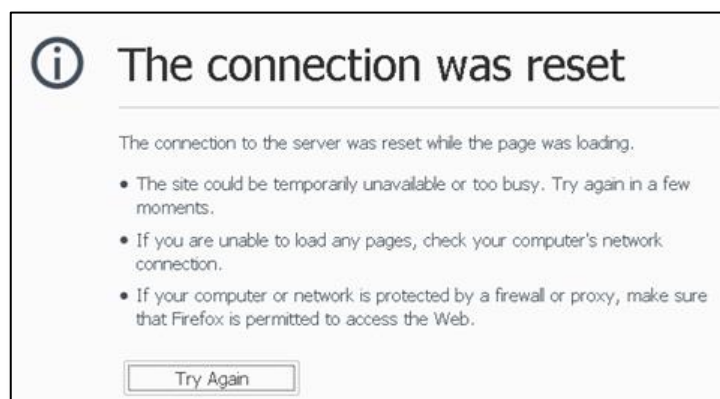 The connection was reset
The connection to the server was reset while the page was loading.
• The site could be temporarily unavailable or too busy. Try again in a few
moments.
• If you are unable to load any pages, check your computer's network
connection.
• If your computer or network is protected by a firewall or proxy, make sure
that Firefox is permitted to access the Web.
Try Again